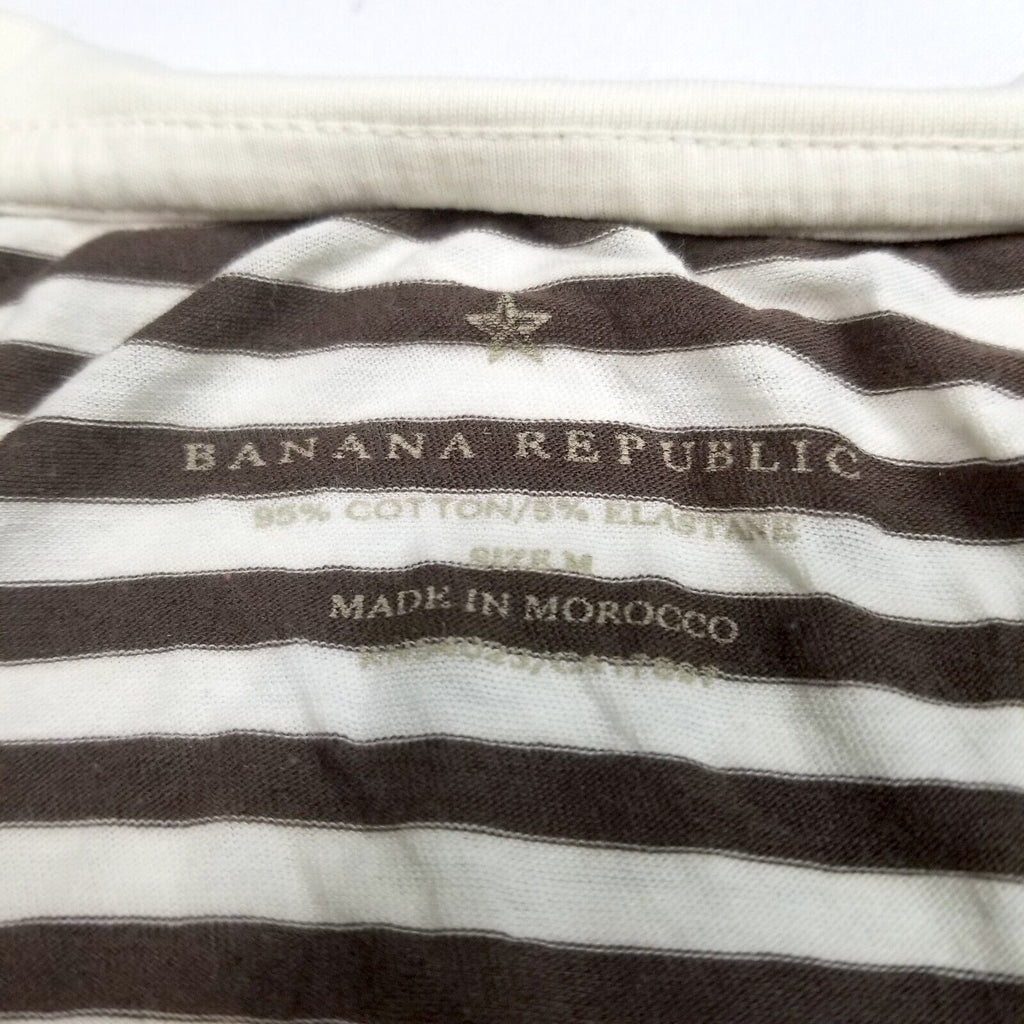 BANANA REPUBLIC
95% COTTON/5% ELASTANE
SIZE M
MADE IN MOROCCO